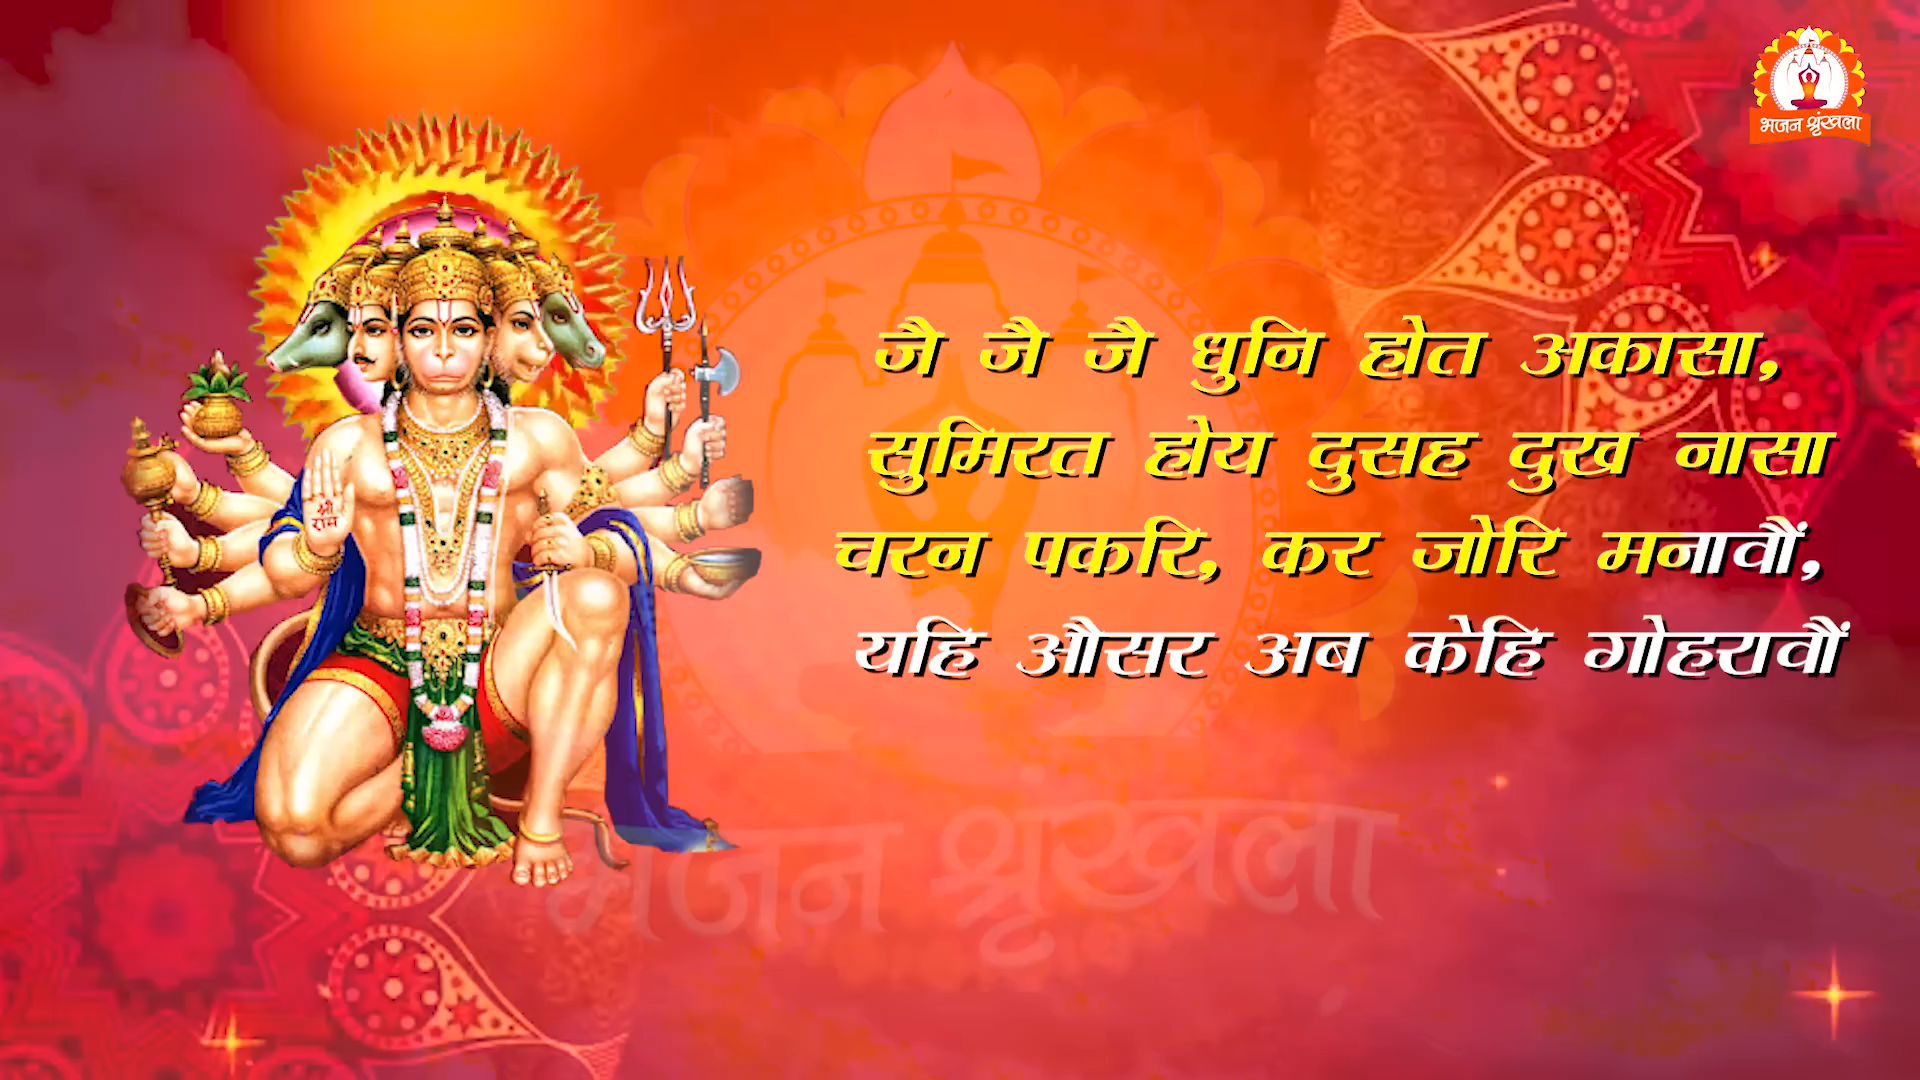 भजन श्रृंखला
जै जै जै धुनि होत अकासा,
सुमिरत होय दुसह दुख नासा
चरन पकरि, कर जोरि मनावौं,
यहि औसर अब केहि गोहरावौं
श्री
राम
भजन श्रृंखला